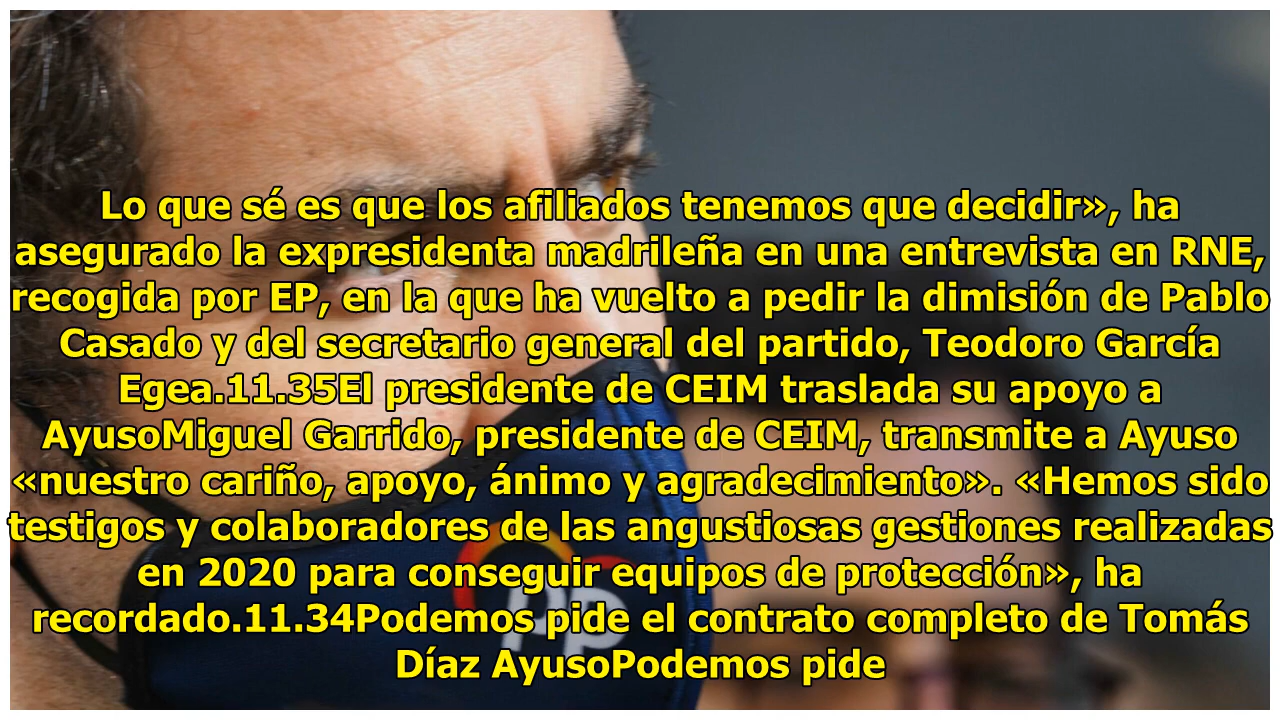 Lo que sé es que los afiliados tenemos que decidir», ha
asegurado la expresidenta madrileña en una entrevista en RNE,
recogida por EP, en la que ha vuelto a pedir la dimisión de Pablo
Casado y del secretario general del partido, Teodoro García
Egea.11.35El presidente de CEIM traslada su apoyo a
AyusoMiguel Garrido, presidente de CEIM, transmite a Ayuso
«nuestro cariño, apoyo, ánimo y agradecimiento». «Hemos sido
testigos y colaboradores de las angustiosas gestiones realizadas
en 2020 para conseguir equipos de protección», ha
recordado.11.34Podemos pide el contrato completo de Tomás
Díaz AyusoPodemos pide
pp